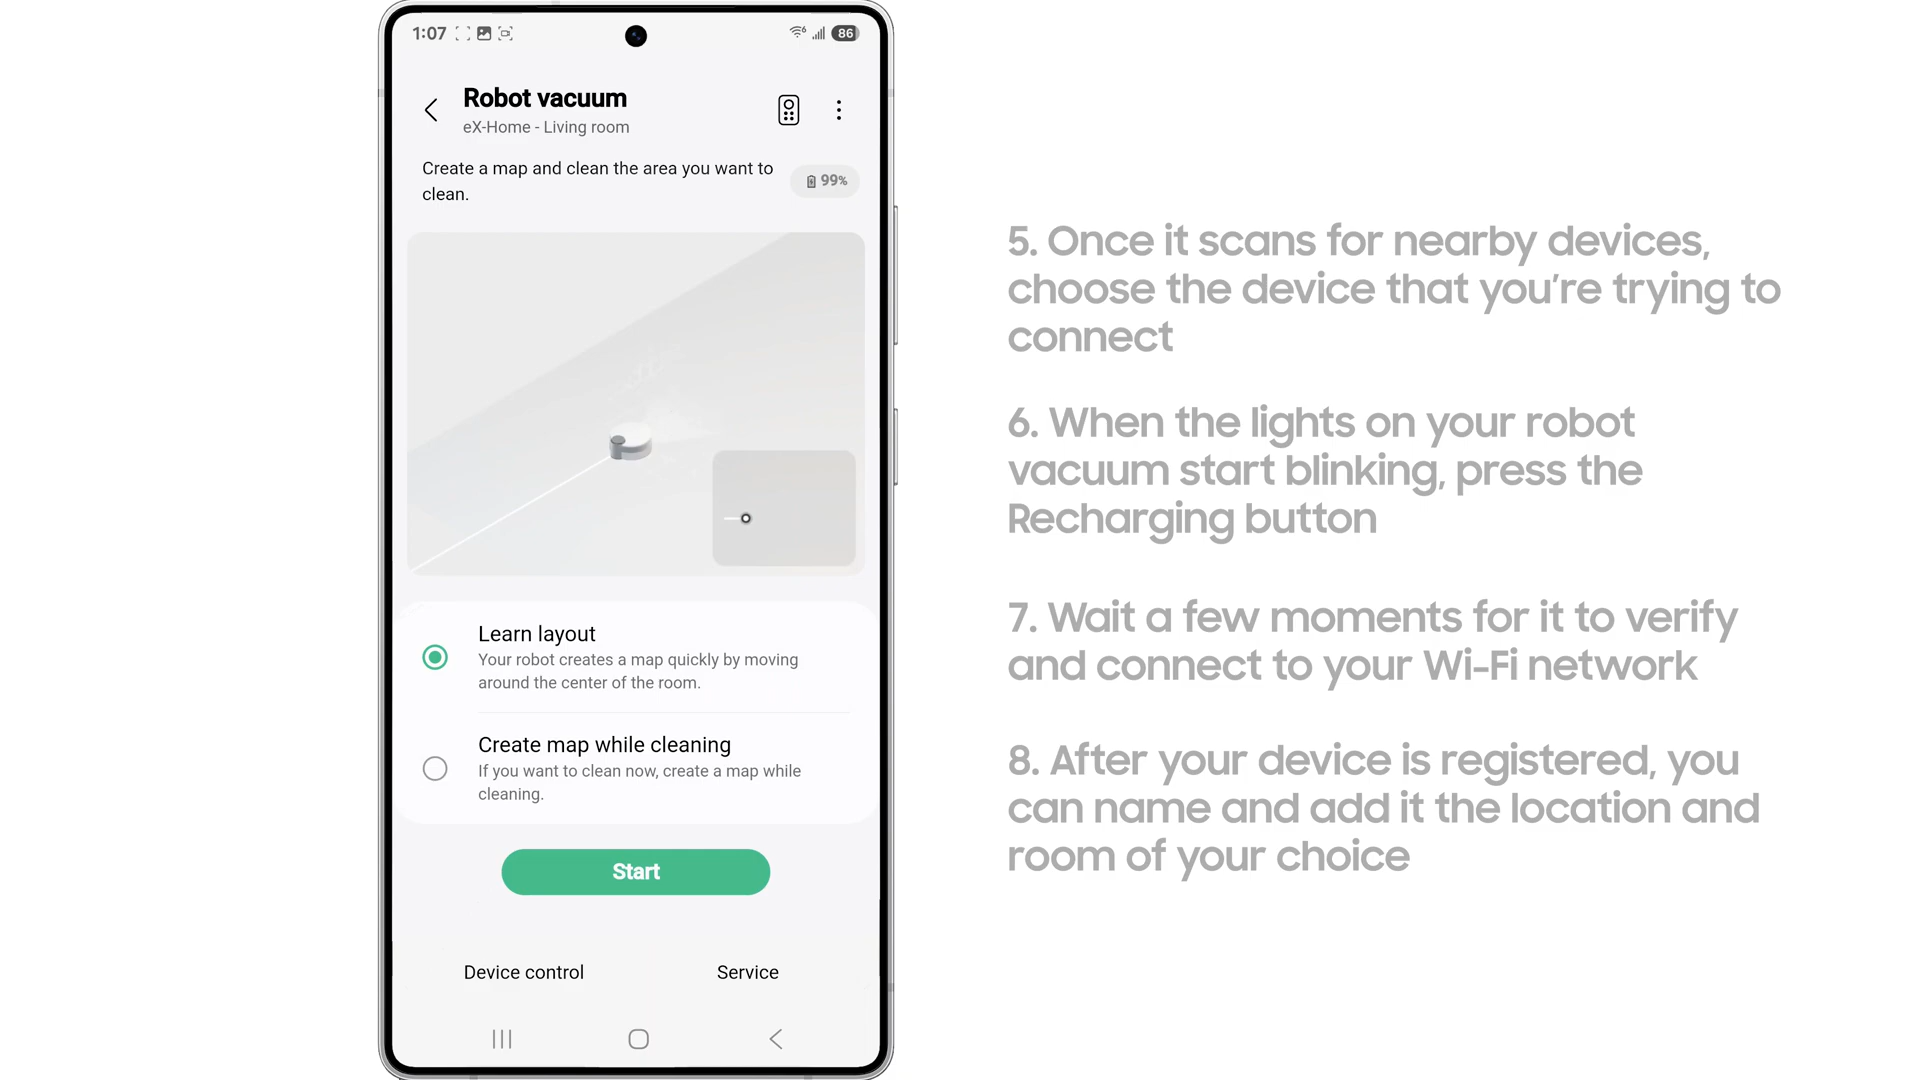 1:07
86
Robot vacuum
eX-Home - Living room
Create a map and clean the area you want to
clean.
99%
Learn layout
Your robot creates a map quickly by moving
around the center of the room.
Create map while cleaning
If you want to clean now, create a map while
cleaning.
Start
Device control
Service
5. Once it scans for nearby devices,
choose the device that you’re trying to
connect
6. When the lights on your robot
vacuum start blinking, press the
Recharging button
7. Wait a few moments for it to verify
and connect to your Wi-Fi network
8. After your device is registered, you
can name and add it the location and
room of your choice